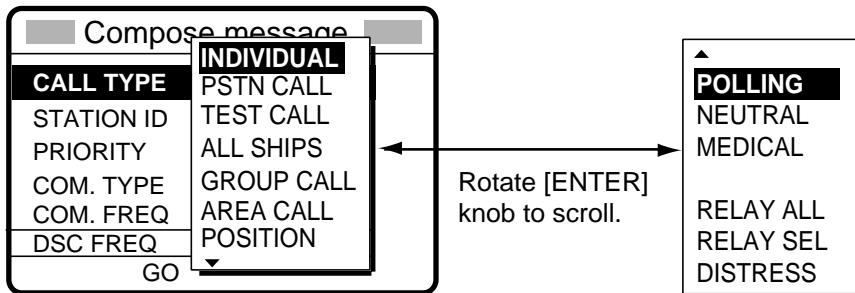 Compose message
CALL TYPE
STATION ID
PRIORITY
COM. TYPE
COM. FREQ
DSC FREQ
GO
INDIVIDUAL
PSTN CALL
TEST CALL
ALL SHIPS
GROUP CALL
AREA CALL
POSITION
Rotate [ENTER]
knob to scroll.
POLLING
NEUTRAL
MEDICAL
RELAY ALL
RELAY SEL
DISTRESS